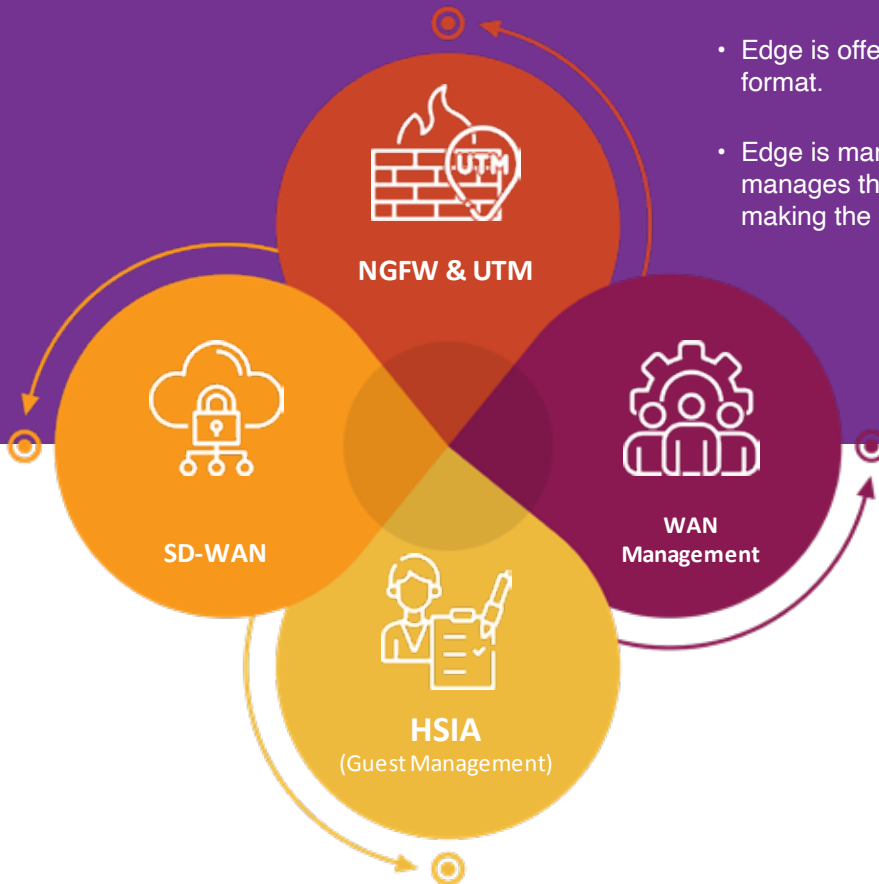 • Edge is offe
format.
• Edge is mar
manages th
making the
UTM
NGFW & UTM
SD-WAN
WAN
Management
HSIA
(Guest Management)